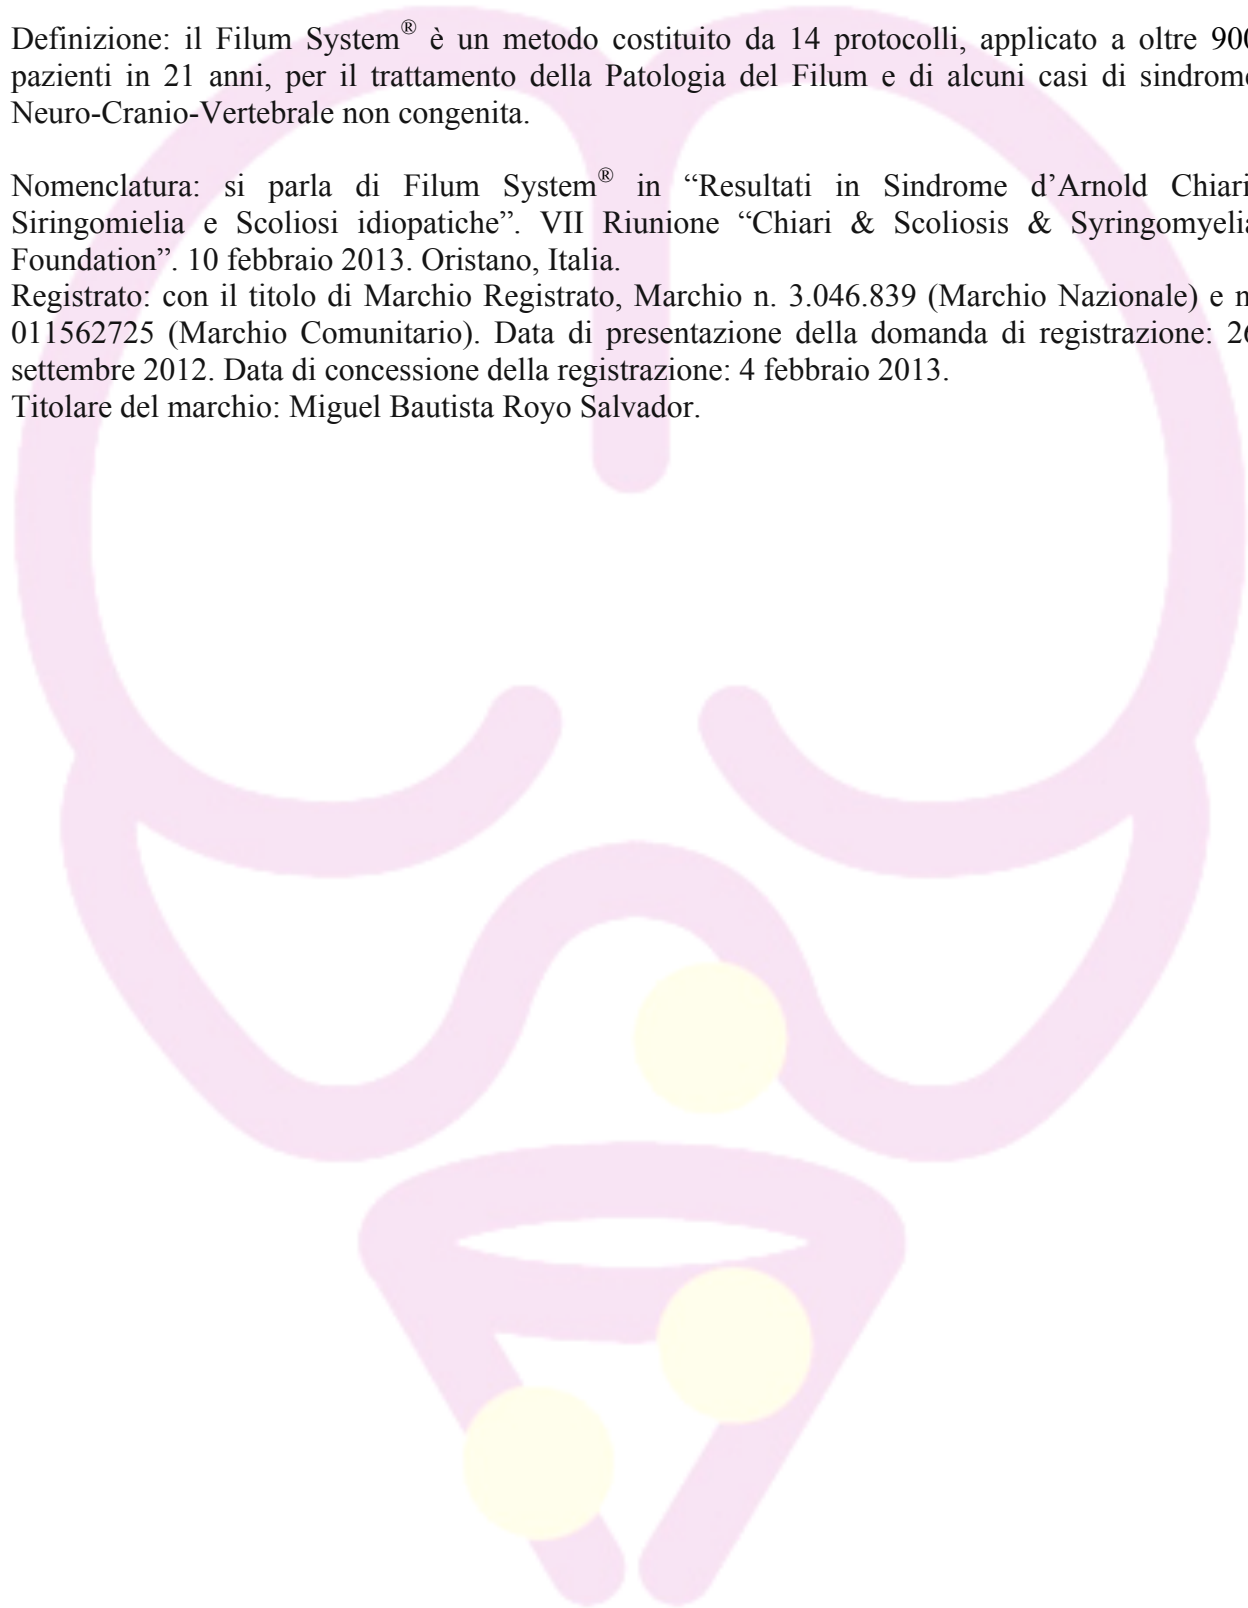 Definizione: il Filum System® è un metodo costituito da 14 protocolli, applicato a oltre 900
pazienti in 21 anni, per il trattamento della Patologia del Filum e di alcuni casi di sindrome
Neuro-Cranio-Vertebrale non congenita.
Nomenclatura: si parla di Filum System® in “Resultati in Sindrome d’Arnold Chiari
Siringomielia e Scoliosi idiopatiche”. VII Riunione “Chiari & Scoliosis & Syringomyelia
Foundation”. 10 febbraio 2013. Oristano, Italia.
Registrato: con il titolo di Marchio Registrato, Marchio n. 3.046.839 (Marchio Nazionale) e n
011562725 (Marchio Comunitario). Data di presentazione della domanda di registrazione: 26
settembre 2012. Data di concessione della registrazione: 4 febbraio 2013.
Titolare del marchio: Miguel Bautista Royo Salvador.